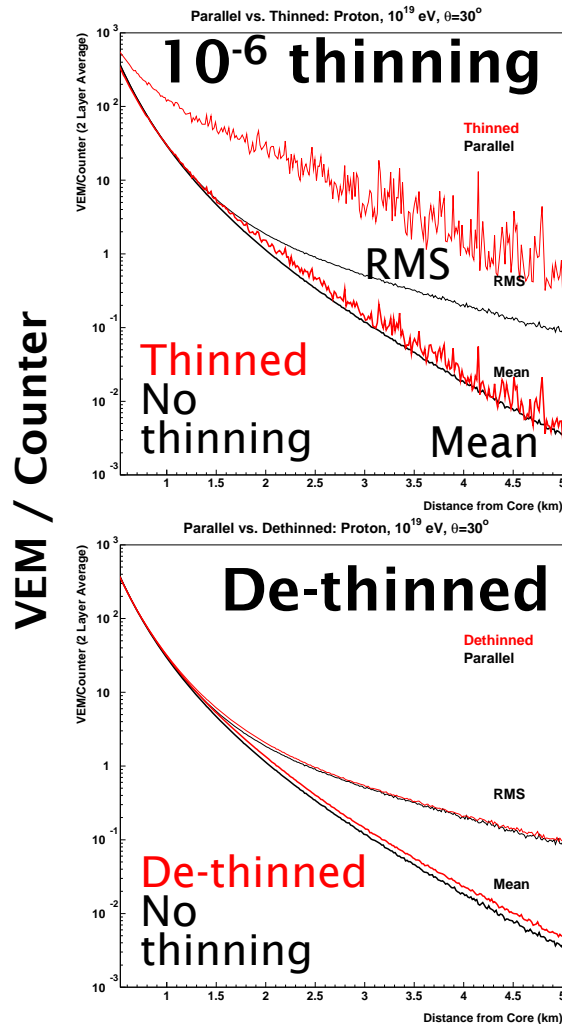 Parallel vs. Thinned: Proton, 10^19 eV, θ=30°
10^-6 thinning
VEM/Counter (2 Layer Average)
10^3
10^2
10
1
10^-1
10^-2
10^-3
Thinned
Parallel
RMS
RMS
Mean
Mean
Thinned
No
thinning
1 1.5 2 2.5 3 3.5 4 4.5 5
Distance from Core (km)
VEM / Counter
Parallel vs. Dethinned: Proton, 10^19 eV, θ=30°
De-thinned
VEM/Counter (2 Layer Average)
10^3
10^2
10
1
10^-1
10^-2
10^-3
Dethinned
Parallel
RMS
Mean
De-thinned
No
thinning
1 1.5 2 2.5 3 3.5 4 4.5 5
Distance from Core (km)